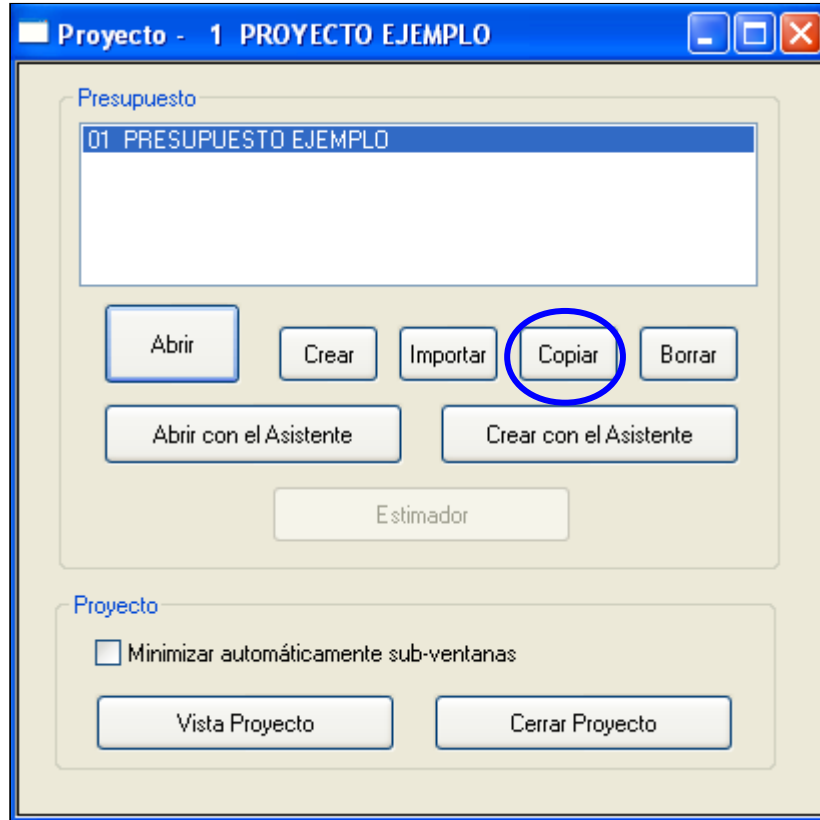 Proyecto - 1 PROYECTO EJEMPLO
Presupuesto
01 PRESUPUESTO EJEMPLO
Abrir
Crear
Importar
Copiar
Borrar
Abrir con el Asistente
Crear con el Asistente
Estimador
Proyecto
Minimizar automáticamente sub-ventanas
Vista Proyecto
Cerrar Proyecto